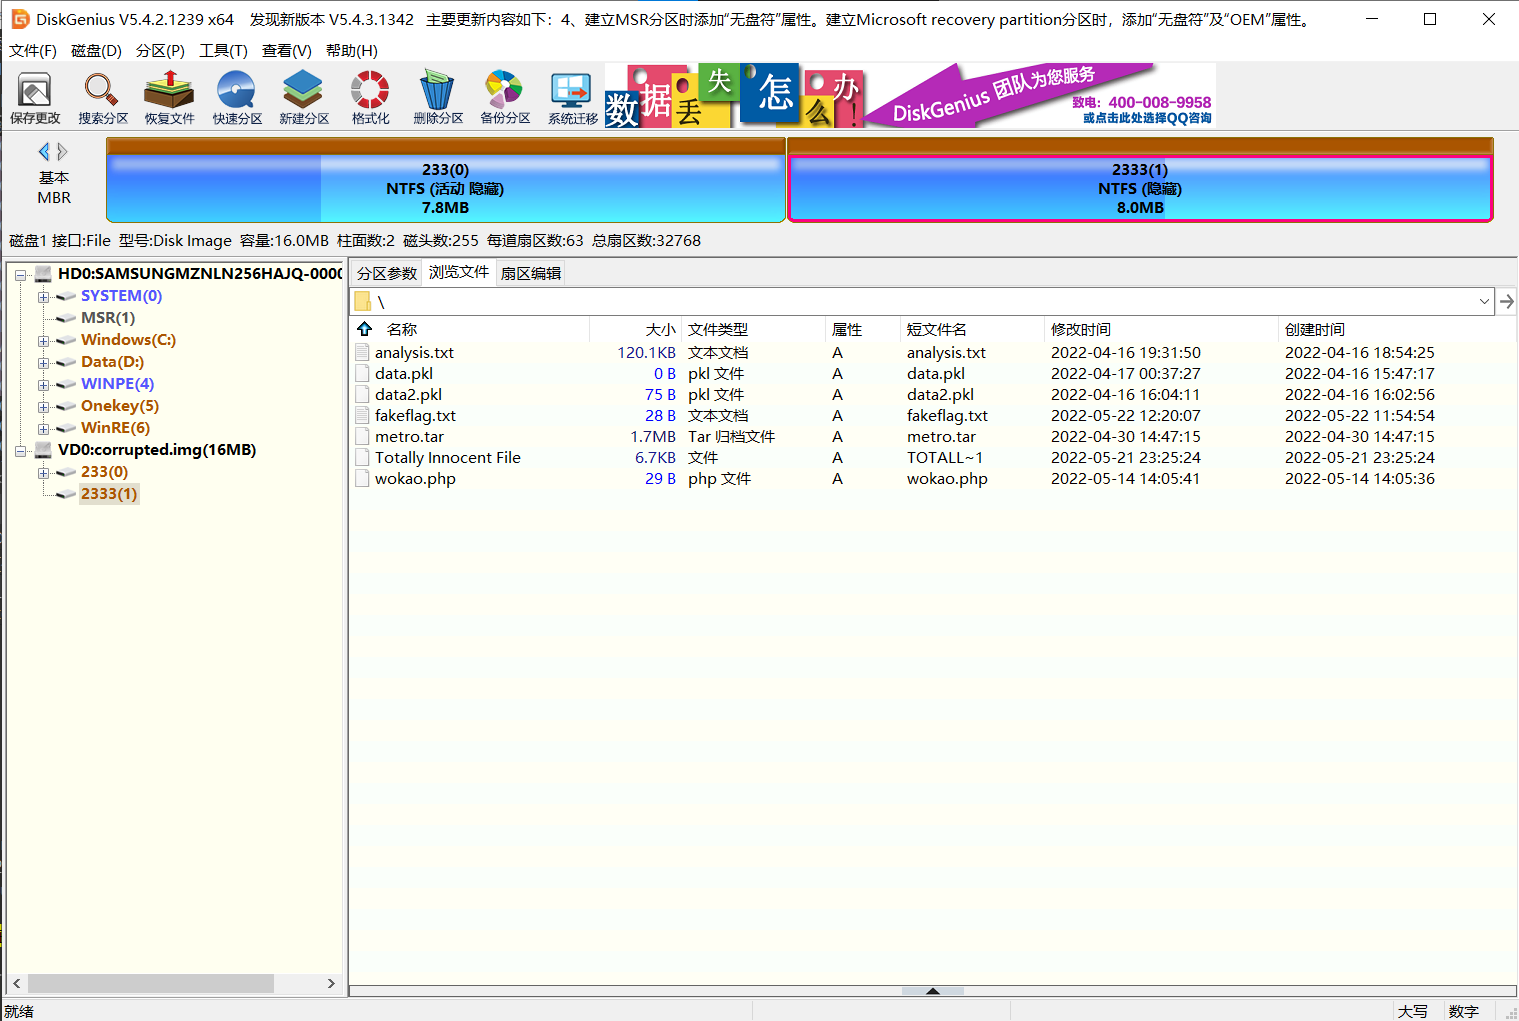 DiskGenius V5.4.2.1239 x64 发现新版本 V5.4.3.1342 主要更新内容如下：4、建立MSR分区时添加“无盘符”属性。建立Microsoft recovery partition分区时，添加“无盘符”及“OEM”属性。
文件(F) 磁盘(D) 分区(P) 工具(T) 查看(V) 帮助(H)
保存更改 搜索分区 恢复文件 快速分区 新建分区 格式化 删除分区 备份分区 系统迁移
数据丢失怎么办!
DiskGenius 团队为您服务
致电：400-008-9958
或点击此处选择QQ咨询
基本
MBR
233(0)
NTFS (活动 隐藏)
7.8MB
2333(1)
NTFS (隐藏)
8.0MB
磁盘1 接口:File 型号:Disk Image 容量:16.0MB 柱面数:2 磁头数:255 每道扇区数:63 总扇区数:32768
HD0:SAMSUNGMZNLN256HAJQ-0000
SYSTEM(0)
MSR(1)
Windows(C:)
Data(D:)
WINPE(4)
Onekey(5)
WinRE(6)
VD0:corrupted.img(16MB)
233(0)
2333(1)
分区参数 浏览文件 扇区编辑
\
名称 大小 文件类型 属性 短文件名 修改时间 创建时间
analysis.txt 120.1KB 文本文档 A analysis.txt 2022-04-16 19:31:50 2022-04-16 18:54:25
data.pkl 0 B pkl 文件 A data.pkl 2022-04-17 00:37:27 2022-04-16 15:47:17
data2.pkl 75 B pkl 文件 A data2.pkl 2022-04-16 16:04:11 2022-04-16 16:02:56
fakeflag.txt 28 B 文本文档 A fakeflag.txt 2022-05-22 12:20:07 2022-05-22 11:54:54
metro.tar 1.7MB Tar 归档文件 A metro.tar 2022-04-30 14:47:15 2022-04-30 14:47:15
Totally Innocent File 6.7KB 文件 A TOTALL~1 2022-05-21 23:25:24 2022-05-21 23:25:24
wokao.php 29 B php 文件 A wokao.php 2022-05-14 14:05:41 2022-05-14 14:05:36
就绪 大写 数字